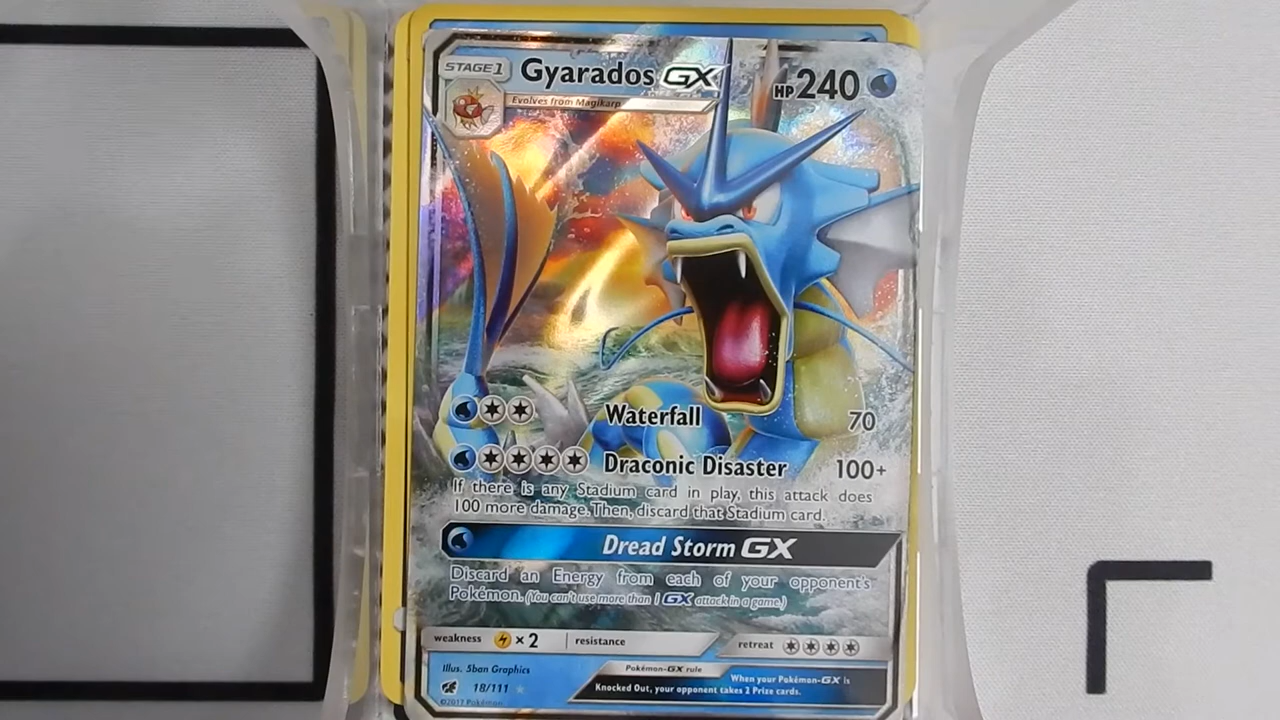 STAGE 1 Gyarados GX HP 240
Evolves from Magikarp
Waterfall 70
Draconic Disaster 100+
If there is any Stadium card in play, this attack does
100 more damage. Then, discard that Stadium card.
Dread Storm GX
Discard an Energy from each of your opponent's
Pokémon. (You can't use more than 1 GX attack in a game.)
weakness ×2 resistance retreat
Illus. 5ban Graphics
Pokémon-GX rule
When your Pokémon-GX is
Knocked Out, your opponent takes 2 Prize cards.
18/111
©2017 Pokémon